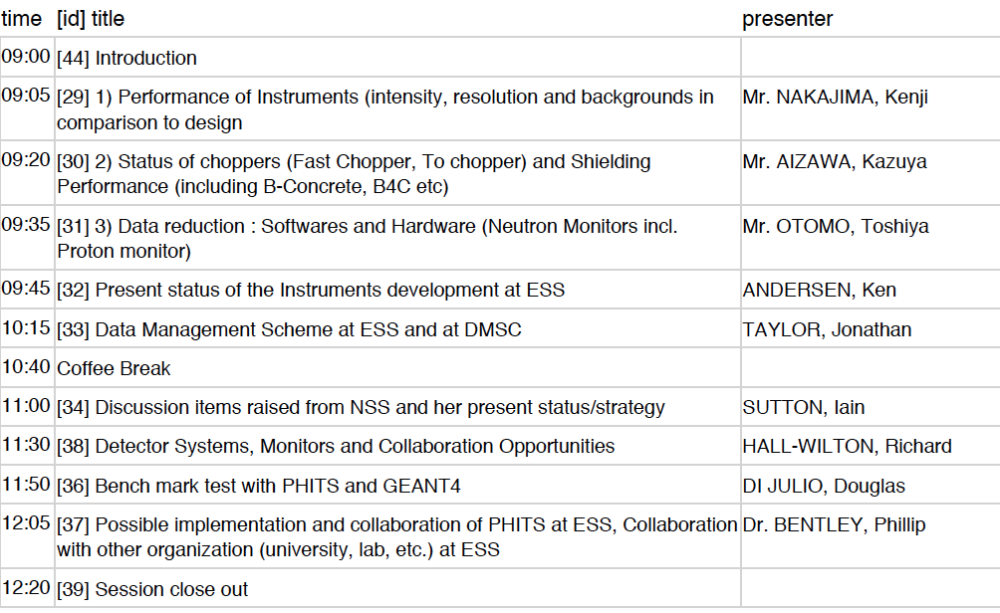 time [id] title presenter
09:00 [44] Introduction
09:05 [29] 1) Performance of Instruments (intensity, resolution and backgrounds in Mr. NAKAJIMA, Kenji
comparison to design
09:20 [30] 2) Status of choppers (Fast Chopper, To chopper) and Shielding Mr. AIZAWA, Kazuya
Performance (including B-Concrete, B4C etc)
09:35 [31] 3) Data reduction : Softwares and Hardware (Neutron Monitors incl. Mr. OTOMO, Toshiya
Proton monitor)
09:45 [32] Present status of the Instruments development at ESS ANDERSEN, Ken
10:15 [33] Data Management Scheme at ESS and at DMSC TAYLOR, Jonathan
10:40 Coffee Break
11:00 [34] Discussion items raised from NSS and her present status/strategy SUTTON, Iain
11:30 [38] Detector Systems, Monitors and Collaboration Opportunities HALL-WILTON, Richard
11:50 [36] Bench mark test with PHITS and GEANT4 DI JULIO, Douglas
12:05 [37] Possible implementation and collaboration of PHITS at ESS, Collaboration Dr. BENTLEY, Phillip
with other organization (university, lab, etc.) at ESS
12:20 [39] Session close out